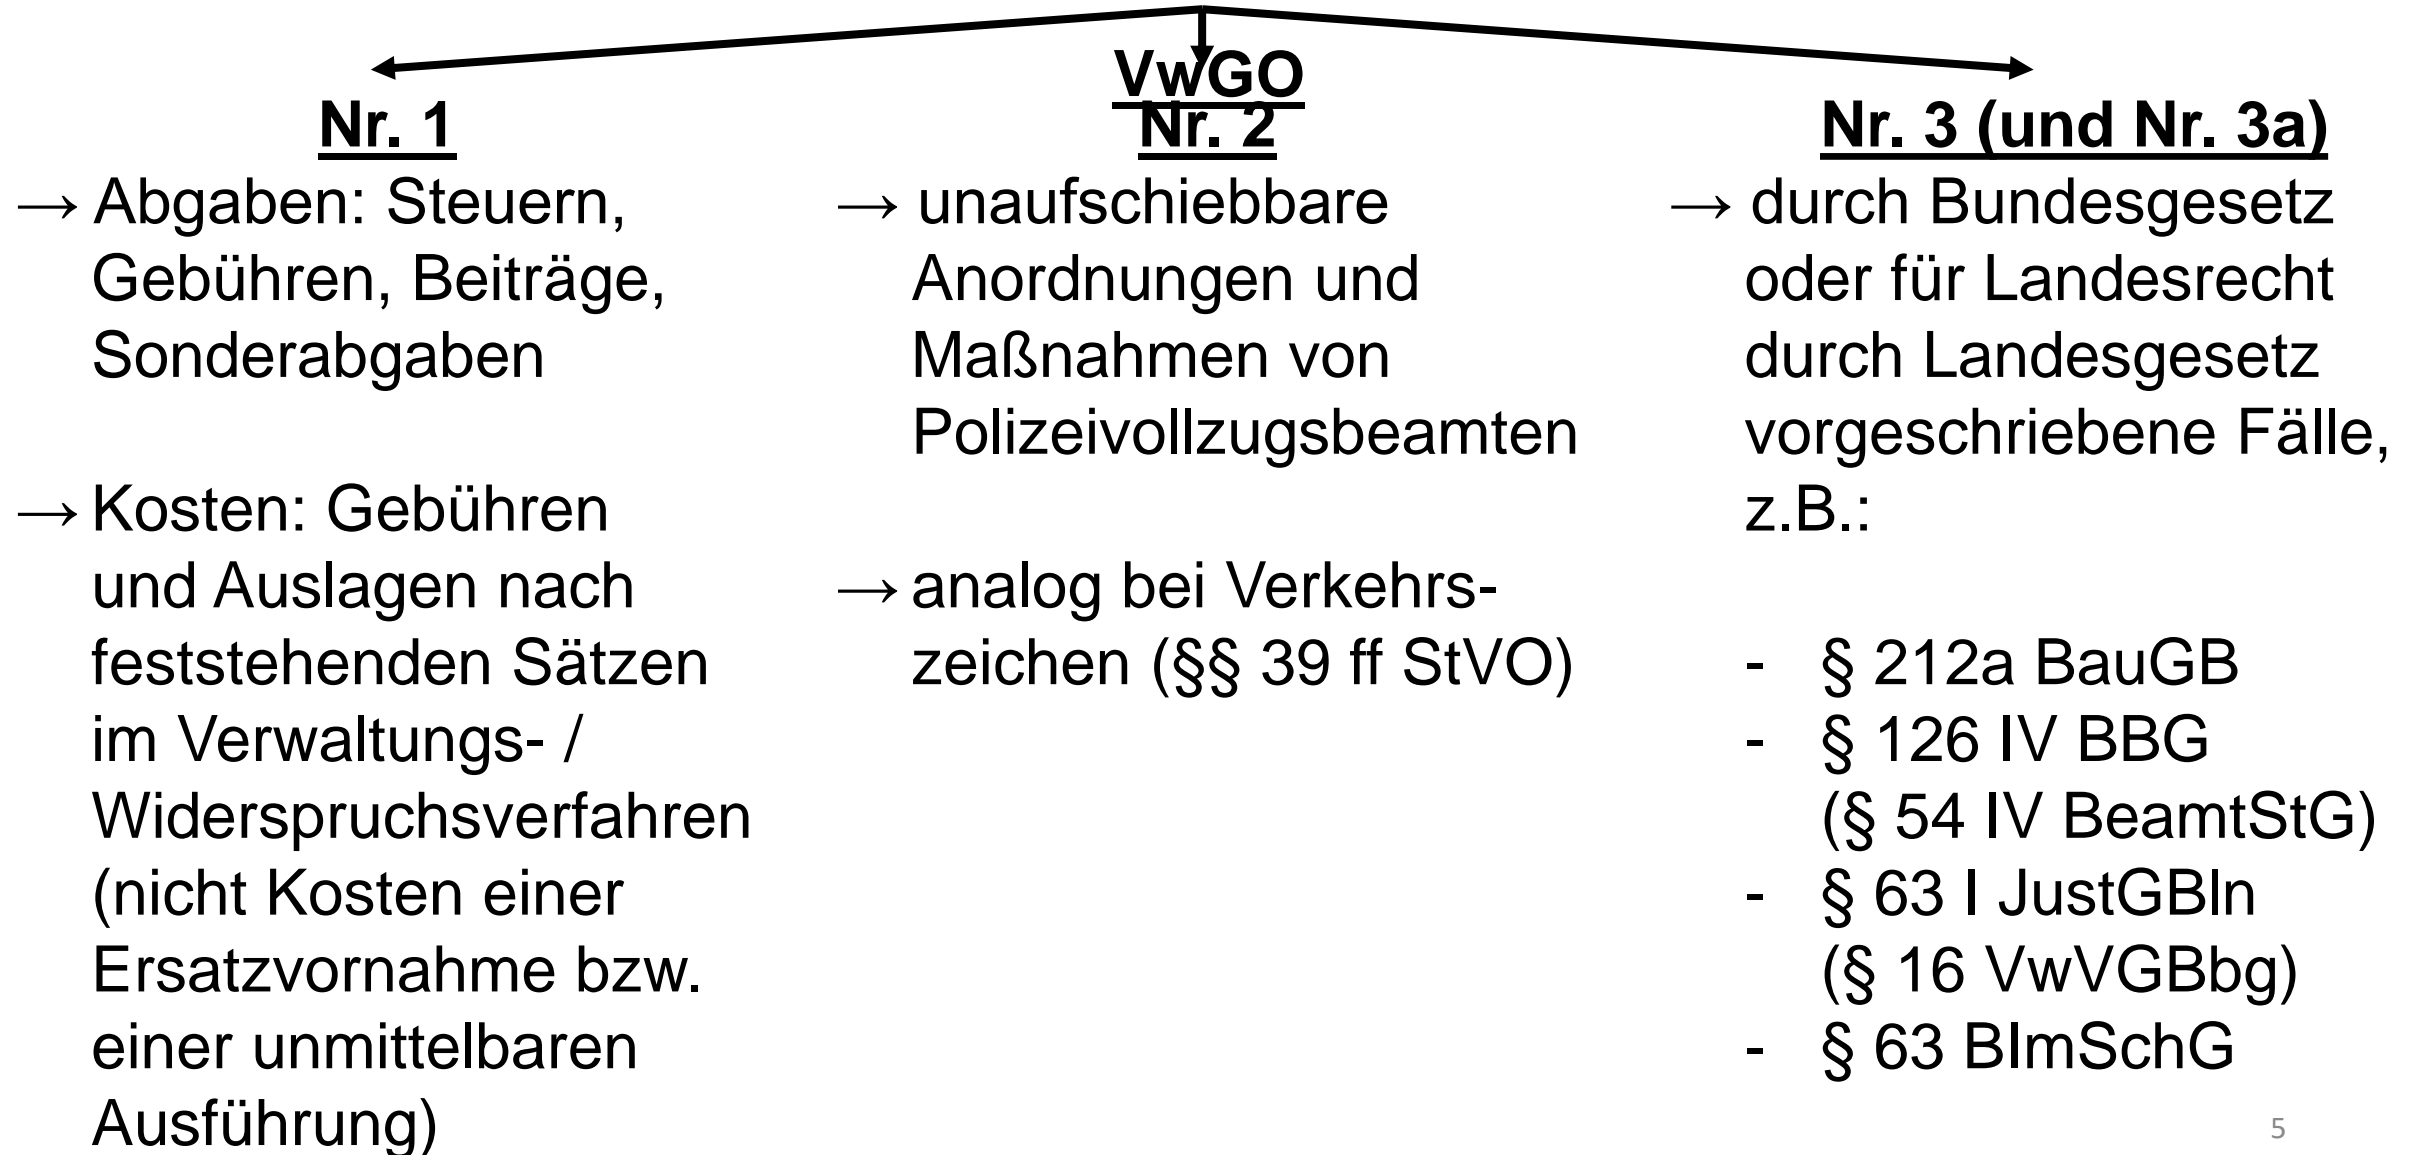 VwGO
Nr. 1
→ Abgaben: Steuern,
Gebühren, Beiträge,
Sonderabgaben
→ Kosten: Gebühren
und Auslagen nach
feststehenden Sätzen
im Verwaltungs- /
Widerspruchsverfahren
(nicht Kosten einer
Ersatzvornahme bzw.
einer unmittelbaren
Ausführung)
Nr. 2
→ unaufschiebbare
Anordnungen und
Maßnahmen von
Polizeivollzugsbeamten
→ analog bei Verkehrs-
zeichen (§§ 39 ff StVO)
Nr. 3 (und Nr. 3a)
→ durch Bundesgesetz
oder für Landesrecht
durch Landesgesetz
vorgeschriebene Fälle,
z.B.:
- § 212a BauGB
- § 126 IV BBG
(§ 54 IV BeamtStG)
- § 63 I JustGBln
(§ 16 VwVGBbg)
- § 63 BImSchG
5